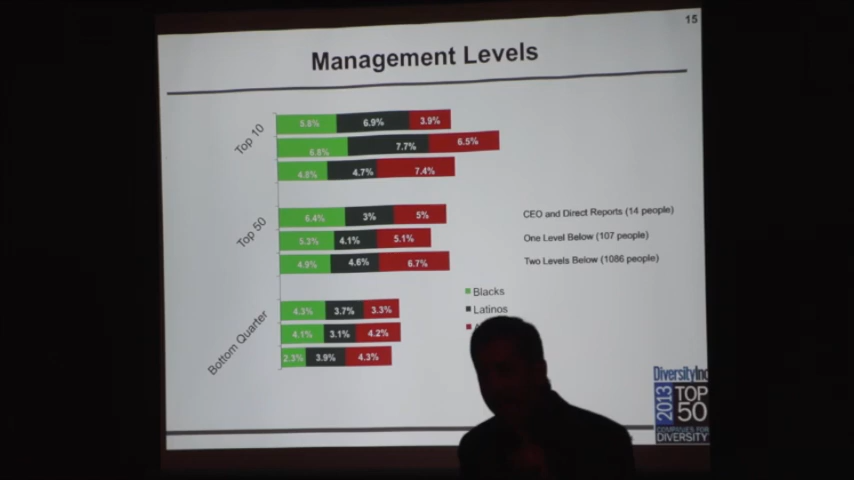 15
Management Levels
Top 10
5.8% 6.9% 3.9%
6.8% 7.7% 6.5%
4.8% 4.7% 7.4%
Top 50
6.4% 3% 5%
5.3% 4.1% 5.1%
4.9% 4.6% 6.7%
CEO and Direct Reports (14 people)
One Level Below (107 people)
Two Levels Below (1086 people)
Bottom Quarter
4.3% 3.7% 3.3%
4.1% 3.1% 4.2%
2.3% 3.9% 4.3%
Blacks
Latinos
DiversityInc
2013 TOP
50
COMPANIES FOR
DIVERSITY